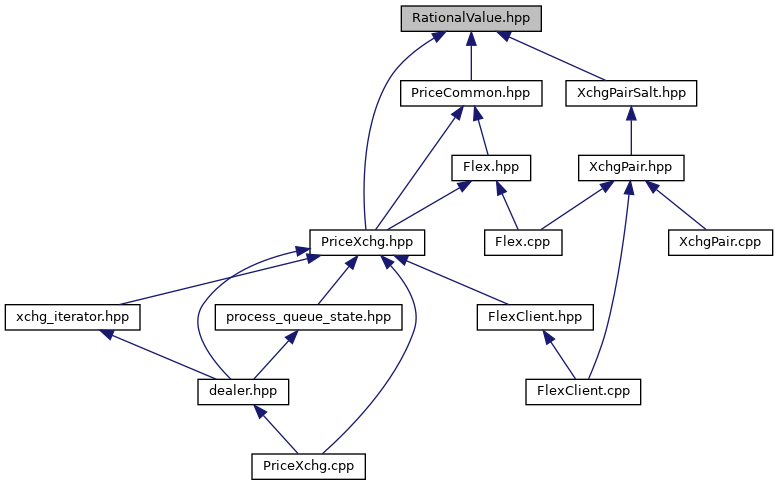 RationalValue.hpp
PriceCommon.hpp
XchgPairSalt.hpp
Flex.hpp
XchgPair.hpp
PriceXchg.hpp
Flex.cpp
XchgPair.cpp
xchg_iterator.hpp
process_queue_state.hpp
FlexClient.hpp
dealer.hpp
FlexClient.cpp
PriceXchg.cpp